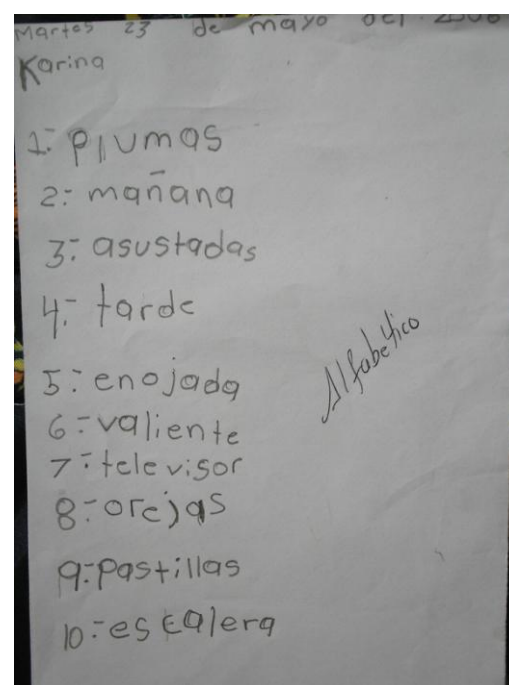 Martes 23 de mayo del 2006
Karina
1:- plumas
2:- mañana
3:- asustadas
4:- tarde
5:- enojada
Alfabético
6:- valiente
7:- televisor
8:- orejas
9:- pastillas
10:- escalera